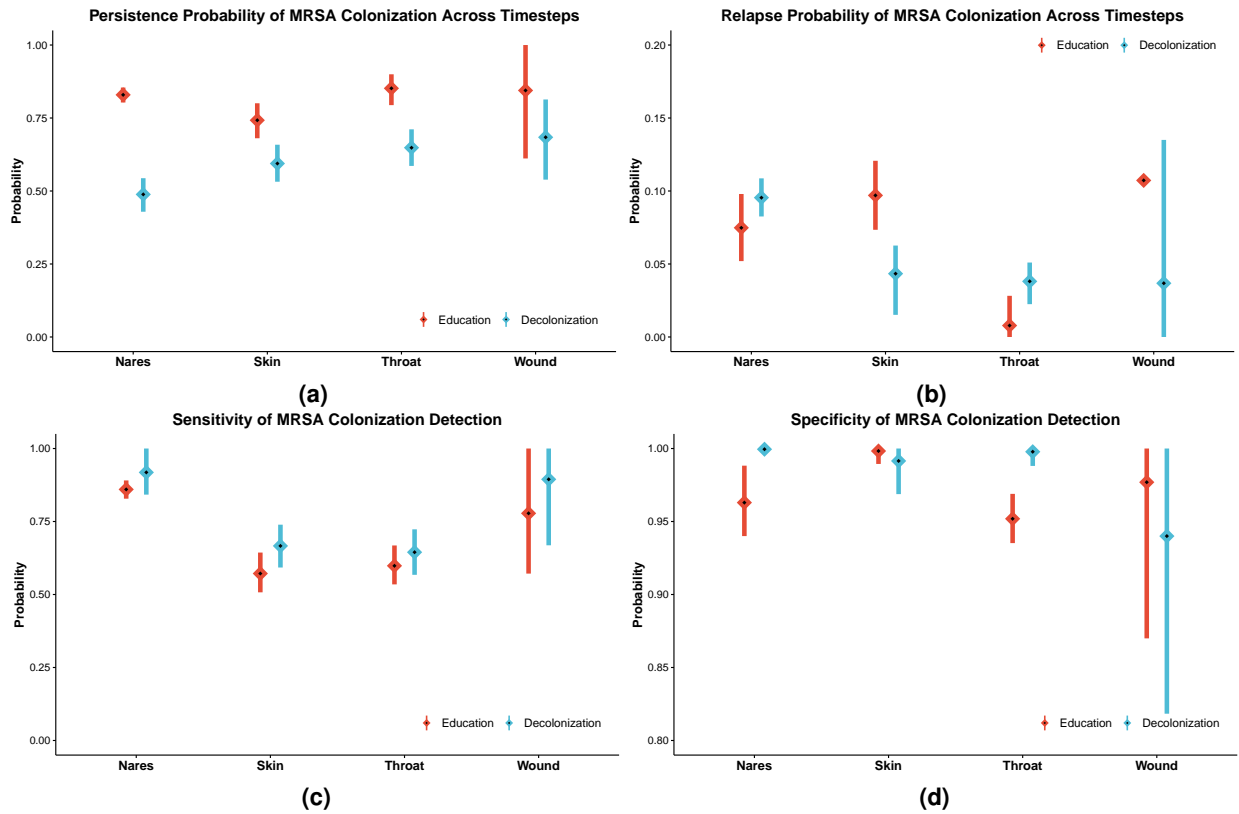 Persistence Probability of MRSA Colonization Across Timesteps
1.00
0.75
0.50
0.25
0.00
Probability
Education
Decolonization
Nares
Skin
Throat
Wound
(a)
Relapse Probability of MRSA Colonization Across Timesteps
0.20
0.15
0.10
0.05
0.00
Probability
Education
Decolonization
Nares
Skin
Throat
Wound
(b)
Sensitivity of MRSA Colonization Detection
1.00
0.75
0.50
0.25
0.00
Probability
Education
Decolonization
Nares
Skin
Throat
Wound
(c)
Specificity of MRSA Colonization Detection
1.00
0.95
0.90
0.85
0.80
Probability
Education
Decolonization
Nares
Skin
Throat
Wound
(d)